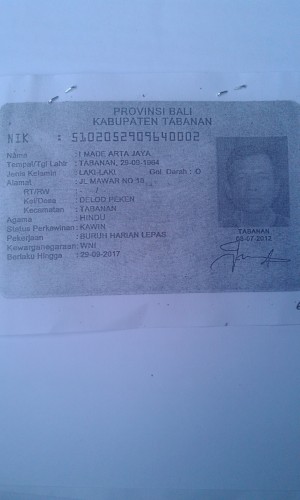 PROVINSI BALI
KABUPATEN TABANAN
NIK : 5102052909640002
Nama : I MADE ARTA JAYA
Tempat/Tgl Lahir : TABANAN, 29-09-1964
Jenis Kelamin : LAKI-LAKI Gol. Darah : O
Alamat : JL MAWAR NO 18
RT/RW : - / -
Kel/Desa : DELOD PEKEN
Kecamatan : TABANAN
Agama : HINDU
Status Perkawinan : KAWIN
Pekerjaan : BURUH HARIAN LEPAS
Kewarganegaraan : WNI
Berlaku Hingga : 29-09-2017
TABANAN
05-07-2012